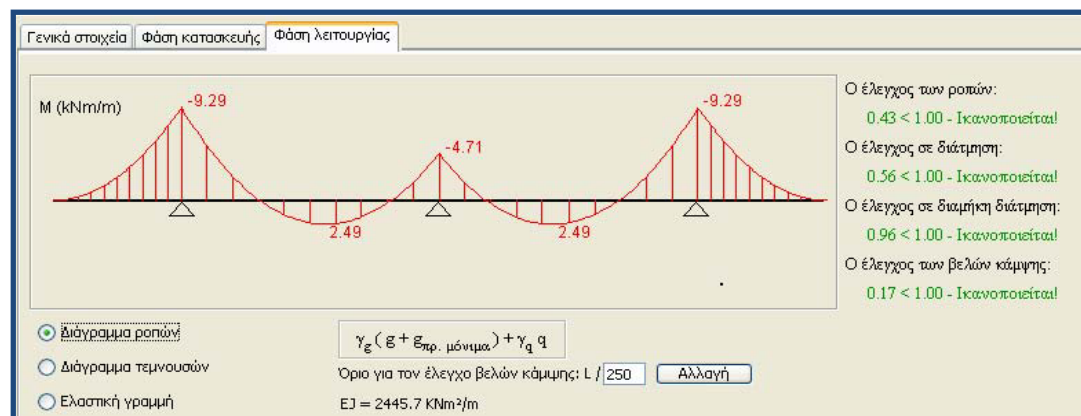 Γενικά στοιχεία Φάση κατασκευής Φάση λειτουργίας
M (kNm/m)
-9.29
-4.71
-9.29
2.49
2.49
Ο έλεγχος των ροπών:
0.43 < 1.00 - Ικανοποιείται!
Ο έλεγχος σε διάτμηση:
0.56 < 1.00 - Ικανοποιείται!
Ο έλεγχος σε διαμήκη διάτμηση:
0.96 < 1.00 - Ικανοποιείται!
Ο έλεγχος των βελών κάμψης:
0.17 < 1.00 - Ικανοποιείται!
Διάγραμμα ροπών
Διάγραμμα τεμνουσών
Ελαστική γραμμή
γg ( g + gπρ. μόνιμα ) + γq q
Όριο για τον έλεγχο βελών κάμψης: L / 250 Αλλαγή
EJ = 2445.7 KNm²/m